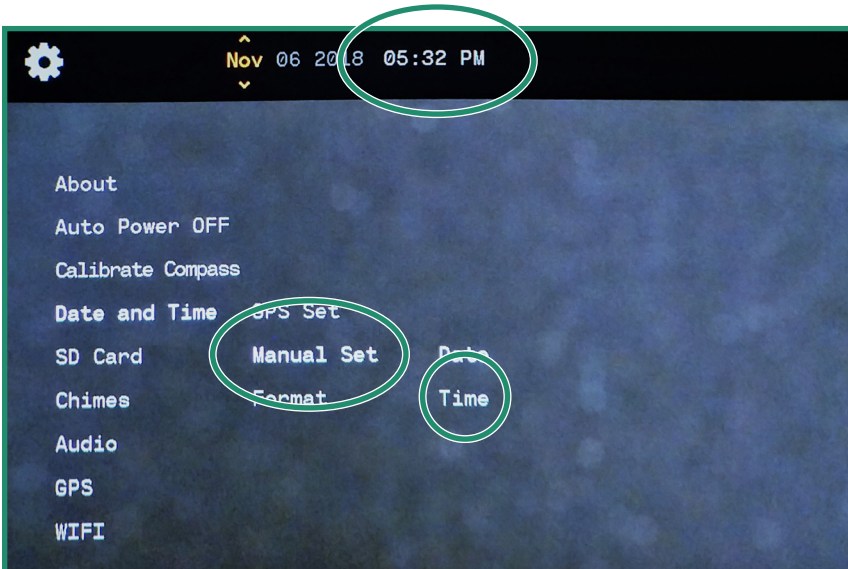 Nov 06 2018 05:32 PM
About
Auto Power OFF
Calibrate Compass
Date and Time GPS Set
SD Card Manual Set Date
Chimes Format Time
Audio
GPS
WIFI